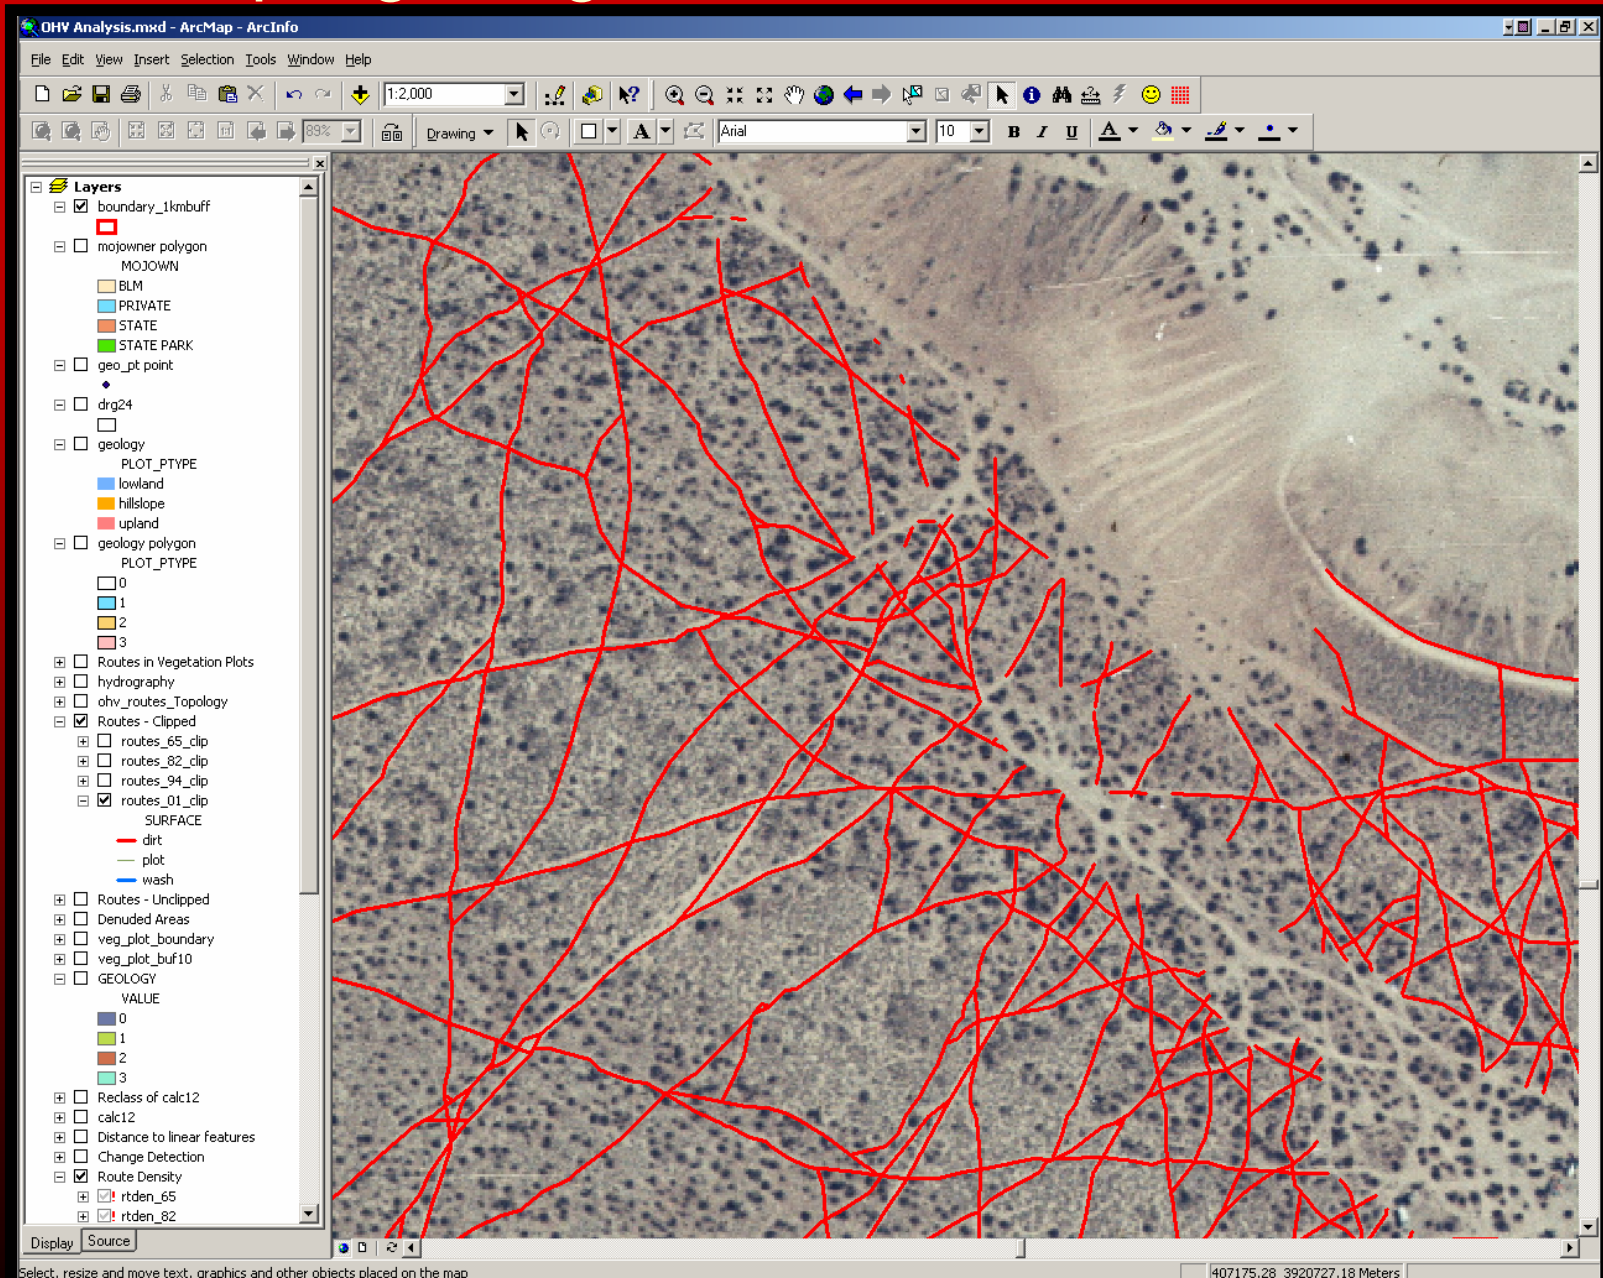 OHV Analysis.mxd - ArcMap - ArcInfo
File Edit View Insert Selection Tools Window Help
1:2,000
89% Drawing A Arial 10 B I U A
Layers
boundary_1kmbuff
mojowner polygon
MOJOWN
BLM
PRIVATE
STATE
STATE PARK
geo_pt point
drg24
geology
PLOT_PTYPE
lowland
hillslope
upland
geology polygon
PLOT_PTYPE
0
1
2
3
Routes in Vegetation Plots
hydrography
ohv_routes_Topology
Routes - Clipped
routes_65_clip
routes_82_clip
routes_94_clip
routes_01_clip
SURFACE
dirt
plot
wash
Routes - Unclipped
Denuded Areas
veg_plot_boundary
veg_plot_buf10
GEOLOGY
VALUE
0
1
2
3
Reclass of calc12
calc12
Distance to linear features
Change Detection
Route Density
rtden_65
rtden_82
Display Source
Select, resize and move text, graphics and other objects placed on the map
407175.28 3920727.18 Meters